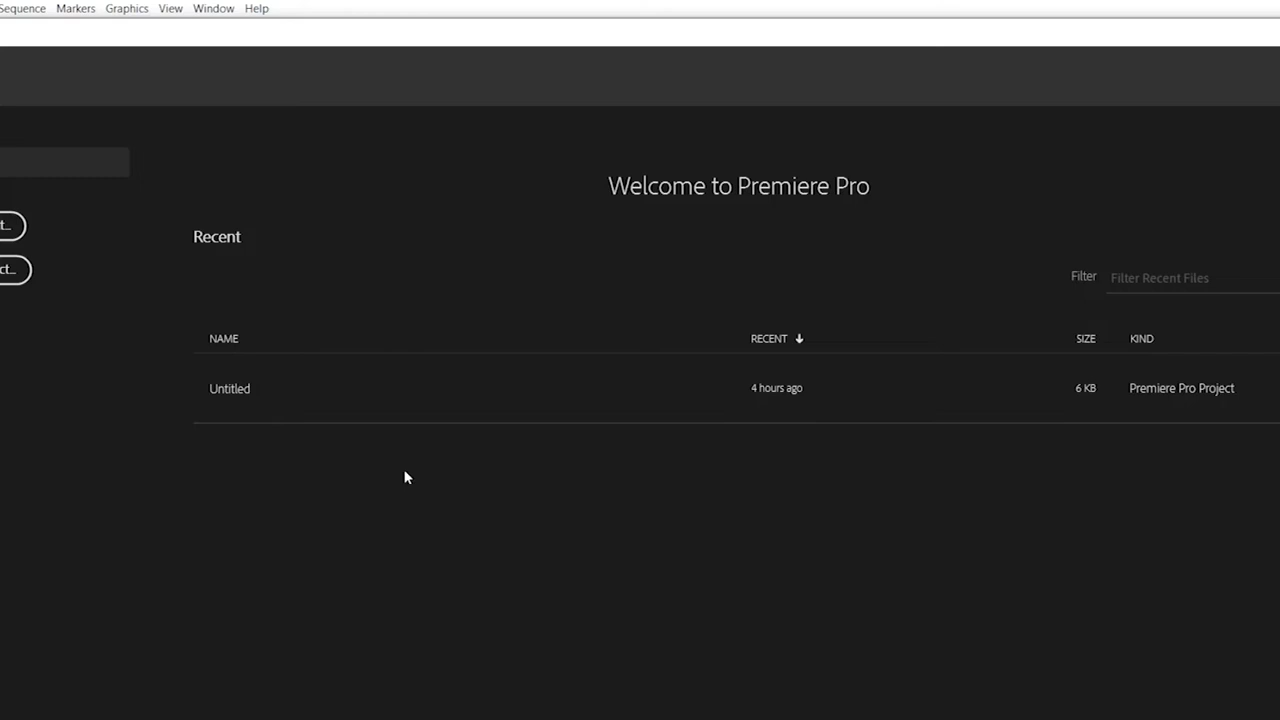 Sequence Markers Graphics View Window Help
Welcome to Premiere Pro
t...
Recent
ct...
Filter Filter Recent Files
NAME RECENT SIZE KIND
Untitled 4 hours ago 6 KB Premiere Pro Project